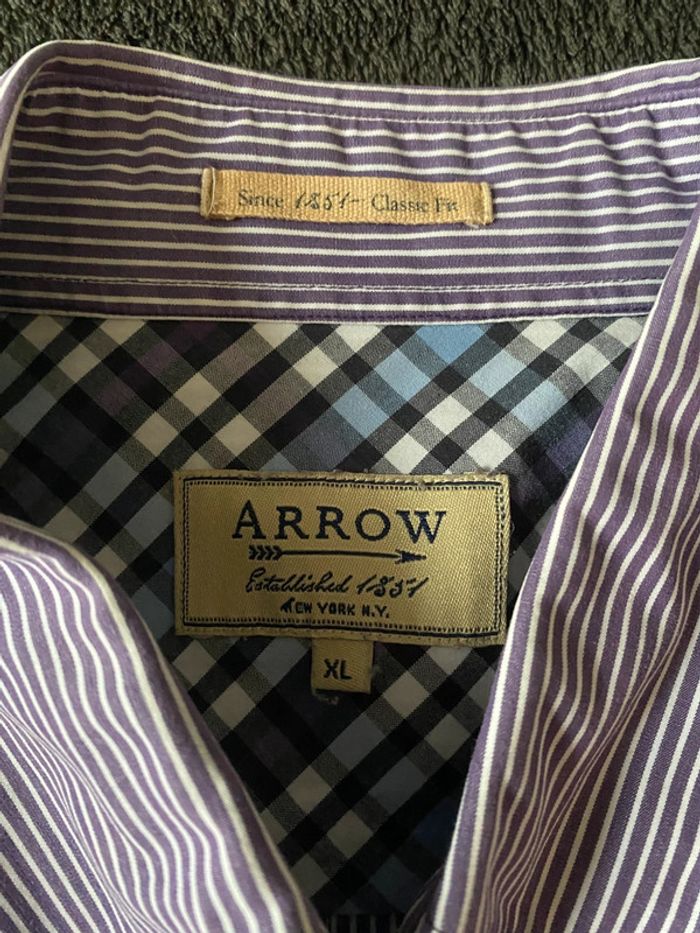 Since 1851- Classic Fit
ARROW
Established 1851
NEW YORK N.Y.
XL